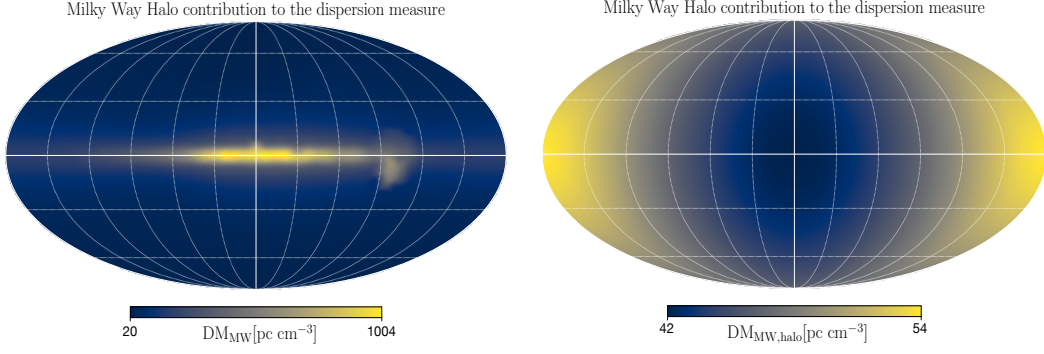 Milky Way Halo contribution to the dispersion measure
20 1004
DM_MW[pc cm⁻³]
Milky Way Halo contribution to the dispersion measure
42 54
DM_MW,halo[pc cm⁻³]